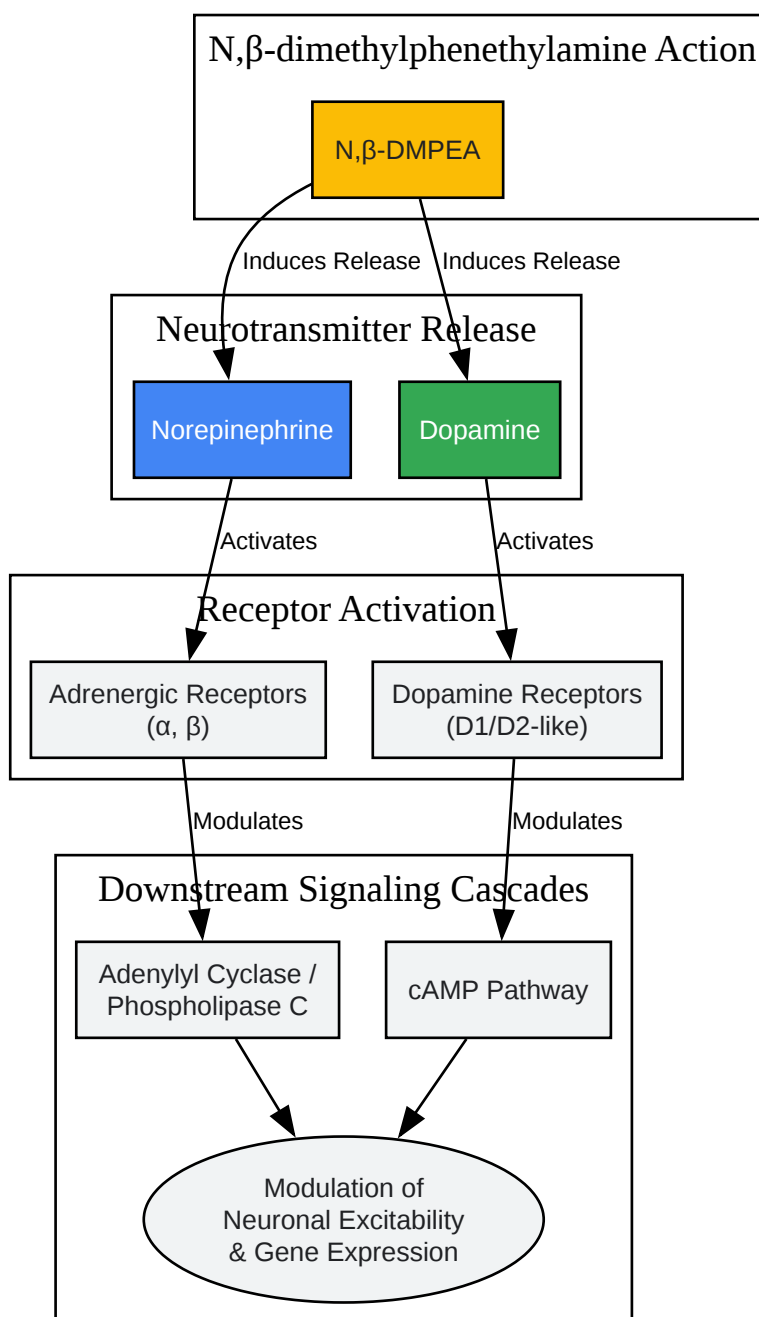 N,β-dimethylphenethylamine Action
N,β-DMPEA
Induces Release
Induces Release
Neurotransmitter Release
Norepinephrine
Dopamine
Activates
Activates
Receptor Activation
Adrenergic Receptors
(α, β)
Dopamine Receptors
(D1/D2-like)
Modulates
Modulates
Downstream Signaling Cascades
Adenylyl Cyclase /
Phospholipase C
cAMP Pathway
Modulation of
Neuronal Excitability
& Gene Expression